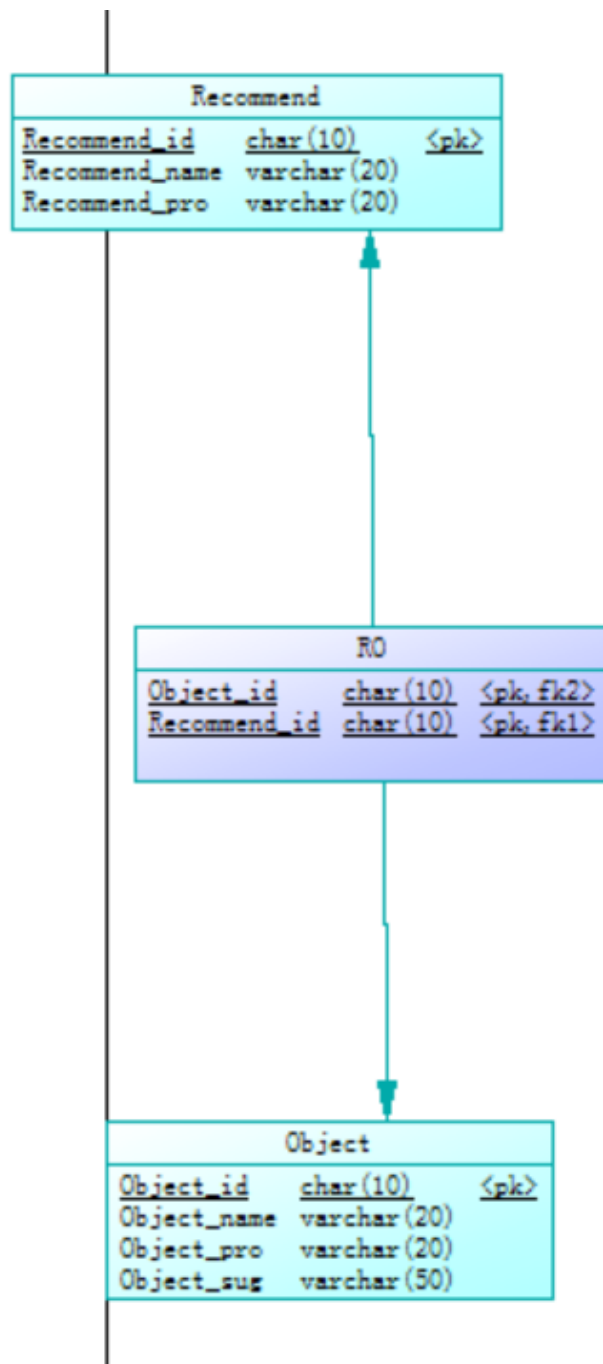 Recommend
Recommend_id char(10) <pk>
Recommend_name varchar(20)
Recommend_pro varchar(20)
RO
Object_id char(10) <pk,fk2>
Recommend_id char(10) <pk,fk1>
Object
Object_id char(10) <pk>
Object_name varchar(20)
Object_pro varchar(20)
Object_sug varchar(50)